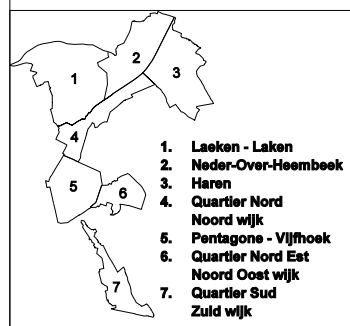 2
1
3
4
5
6
7
1. Laeken - Laken
2. Neder-Over-Heembeek
3. Haren
4. Quartier Nord
Noord wijk
5. Pentagone - Vijfhoek
6. Quartier Nord Est
Noord Oost wijk
7. Quartier Sud
Zuid wijk